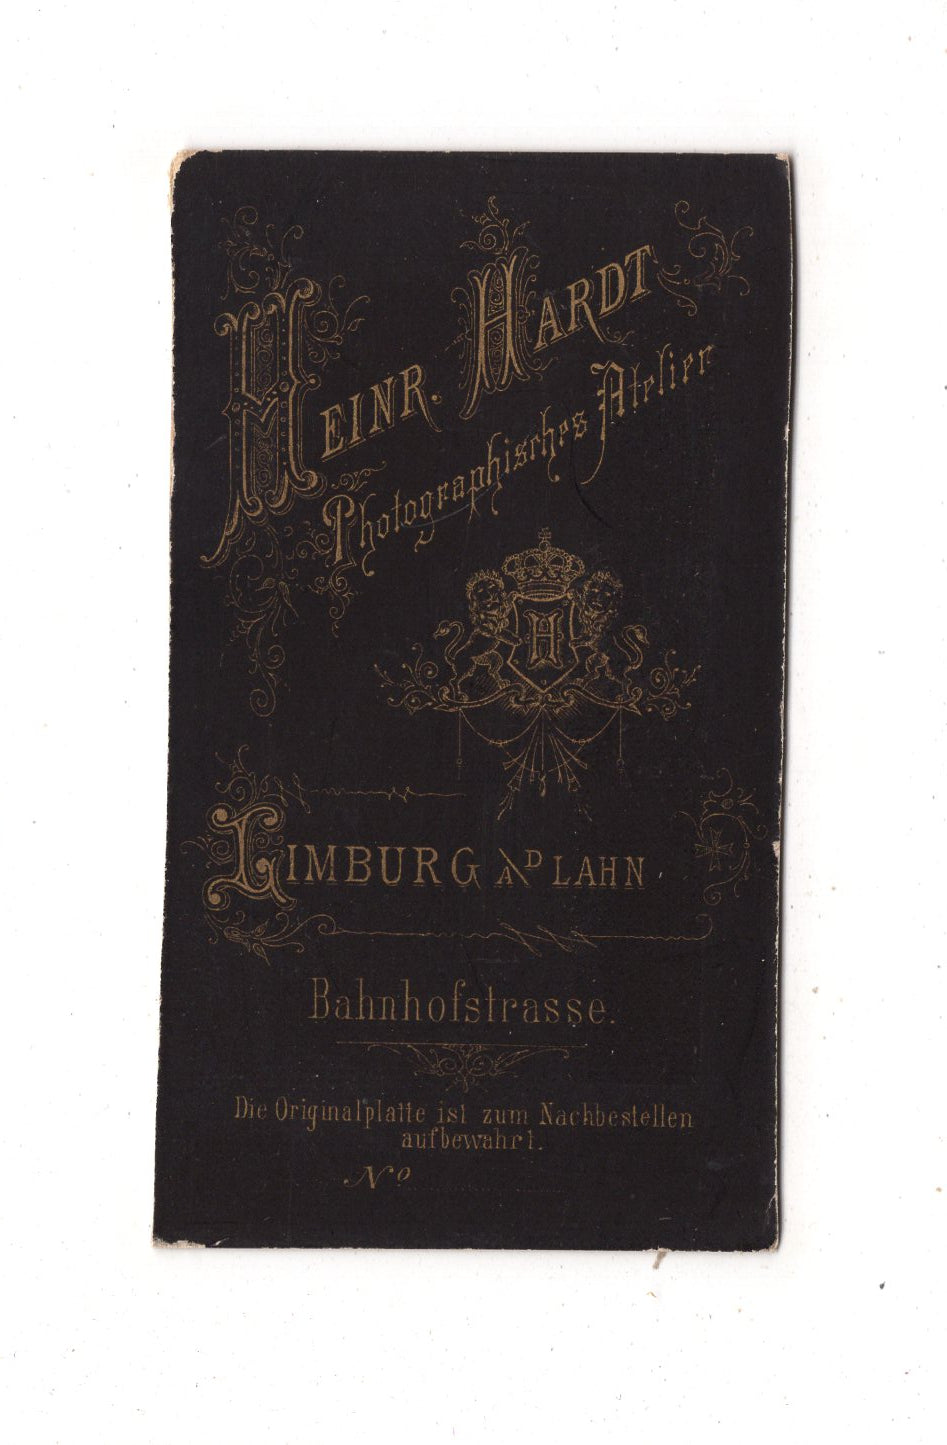 HEINR. HARDT
Photographisches Atelier
H
LIMBURG A/D LAHN
Bahnhofstrasse.
Die Originalplatte ist zum Nachbestellen
aufbewahrt.
No